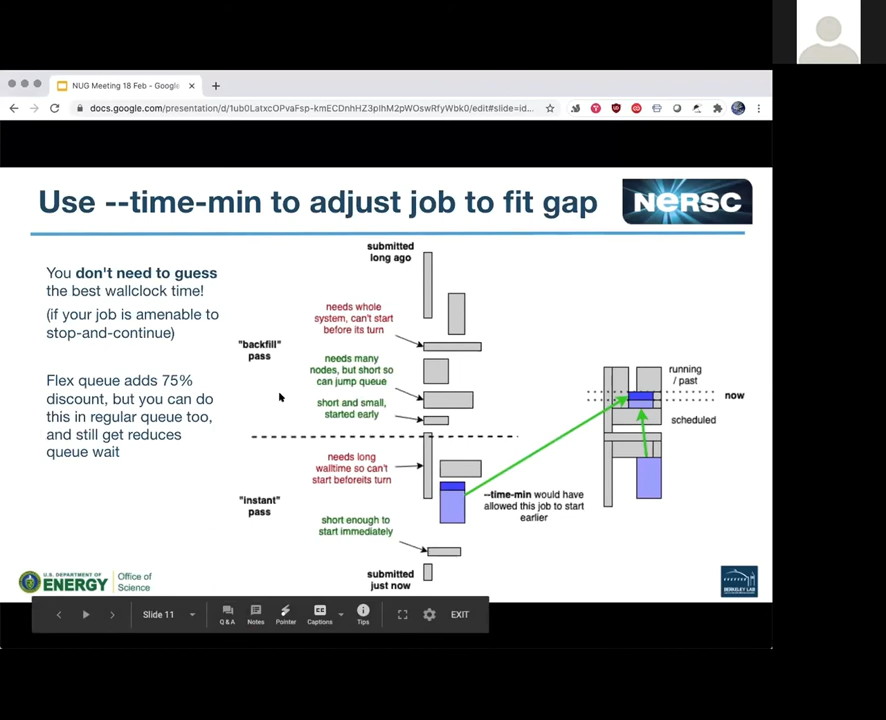 NUG Meeting 18 Feb - Google
docs.google.com/presentation/d/1ub0LatxcOPvaFsp-kmECDnhHZ3plhM2pWOswRfyWbk0/edit#slide=id...
Use --time-min to adjust job to fit gap
NERSC
You don't need to guess
the best wallclock time!
(if your job is amenable to
stop-and-continue)
Flex queue adds 75%
discount, but you can do
this in regular queue too,
and still get reduces
queue wait
submitted
long ago
needs whole
system, can't start
before its turn
"backfill"
pass
needs many
nodes, but short so
can jump queue
short and small,
started early
needs long
walltime so can't
start beforeits turn
"instant"
pass
short enough to
start immediately
submitted
just now
--time-min would have
allowed this job to start
earlier
running
/ past
now
scheduled
U.S. DEPARTMENT OF
ENERGY
Office of
Science
BERKELEY LAB
Slide 11
Q & A
Notes
Pointer
Captions
Tips
EXIT